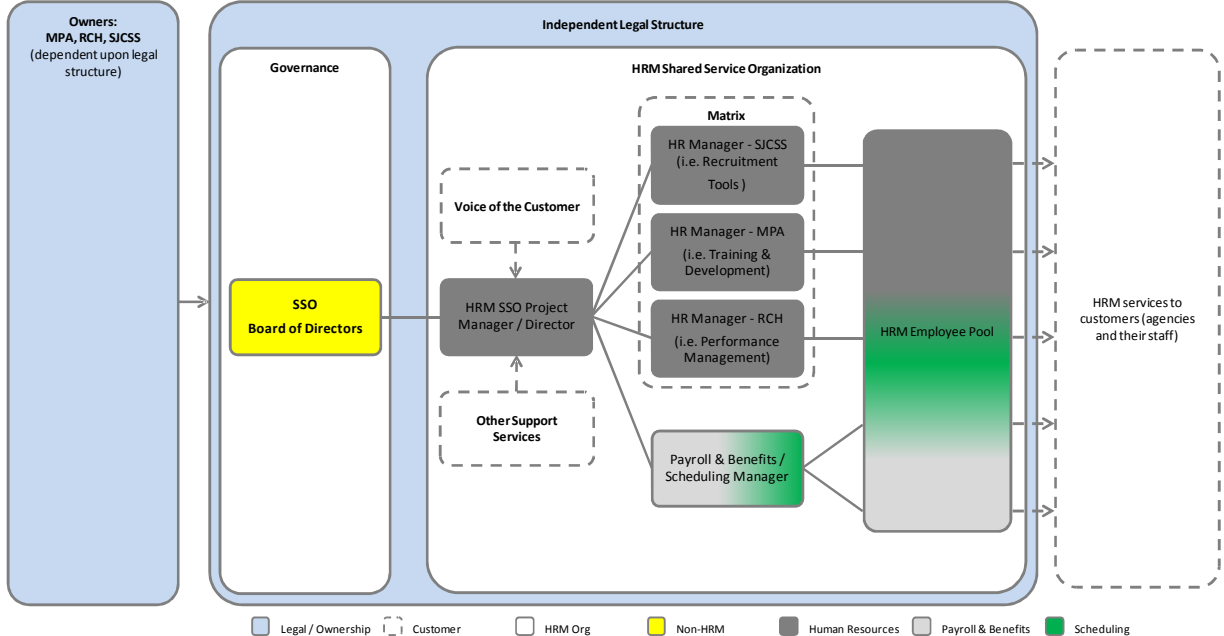 Owners:
MPA, RCH, SJCSS
(dependent upon legal
structure)
Independent Legal Structure
Governance
HRM Shared Service Organization
SSO
Board of Directors
Voice of the Customer
HRM SSO Project
Manager / Director
Other Support
Services
Matrix
HR Manager - SJCSS
(i.e. Recruitment
Tools )
HR Manager - MPA
(i.e. Training &
Development)
HR Manager - RCH
(i.e. Performance
Management)
Payroll & Benefits /
Scheduling Manager
HRM Employee Pool
HRM services to
customers (agencies
and their staff)
Legal / Ownership
Customer
HRM Org
Non-HRM
Human Resources
Payroll & Benefits
Scheduling